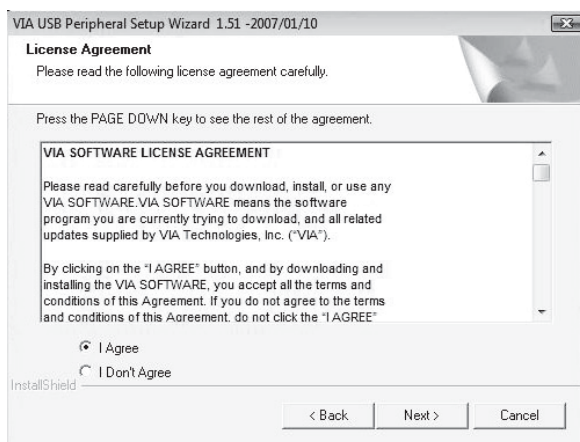 VIA USB Peripheral Setup Wizard 1.51 -2007/01/10
License Agreement
Please read the following license agreement carefully.
Press the PAGE DOWN key to see the rest of the agreement.
VIA SOFTWARE LICENSE AGREEMENT
Please read carefully before you download, install, or use any
VIA SOFTWARE.VIA SOFTWARE means the software
program you are currently trying to download, and all related
updates supplied by VIA Technologies, Inc. (“VIA”).
By clicking on the “I AGREE” button, and by downloading and
installing the VIA SOFTWARE, you accept all the terms and
conditions of this Agreement. If you do not agree to the terms
and conditions of this Agreement, do not click the “I AGREE”
I Agree
I Don't Agree
InstallShield
< Back
Next >
Cancel